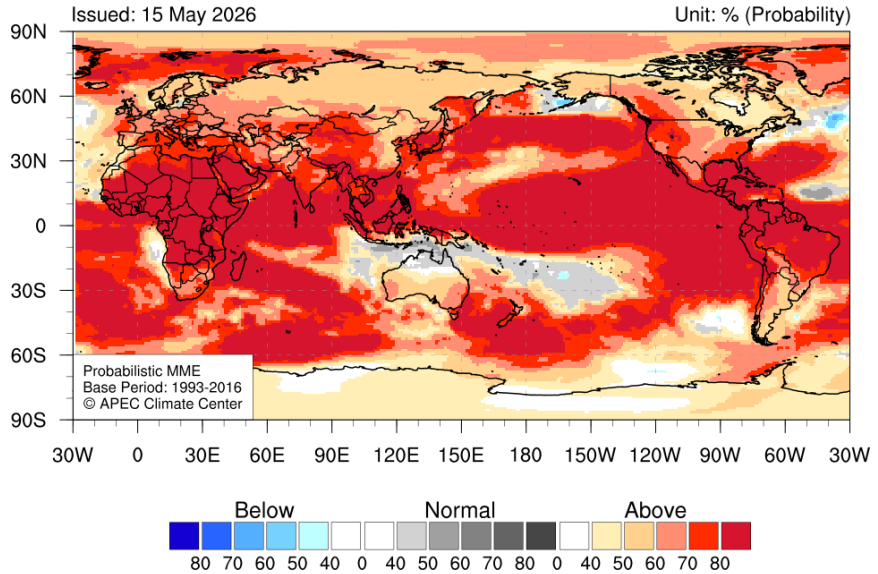 Issued: 15 May 2026 Unit: % (Probability)
90N
60N
30N
0
30S
60S
90S
Probabilistic MME
Base Period: 1993-2016
© APEC Climate Center
30W 0 30E 60E 90E 120E 150E 180 150W 120W 90W 60W 30W
Below Normal Above
80 70 60 50 40 0 40 50 60 70 80 0 40 50 60 70 80